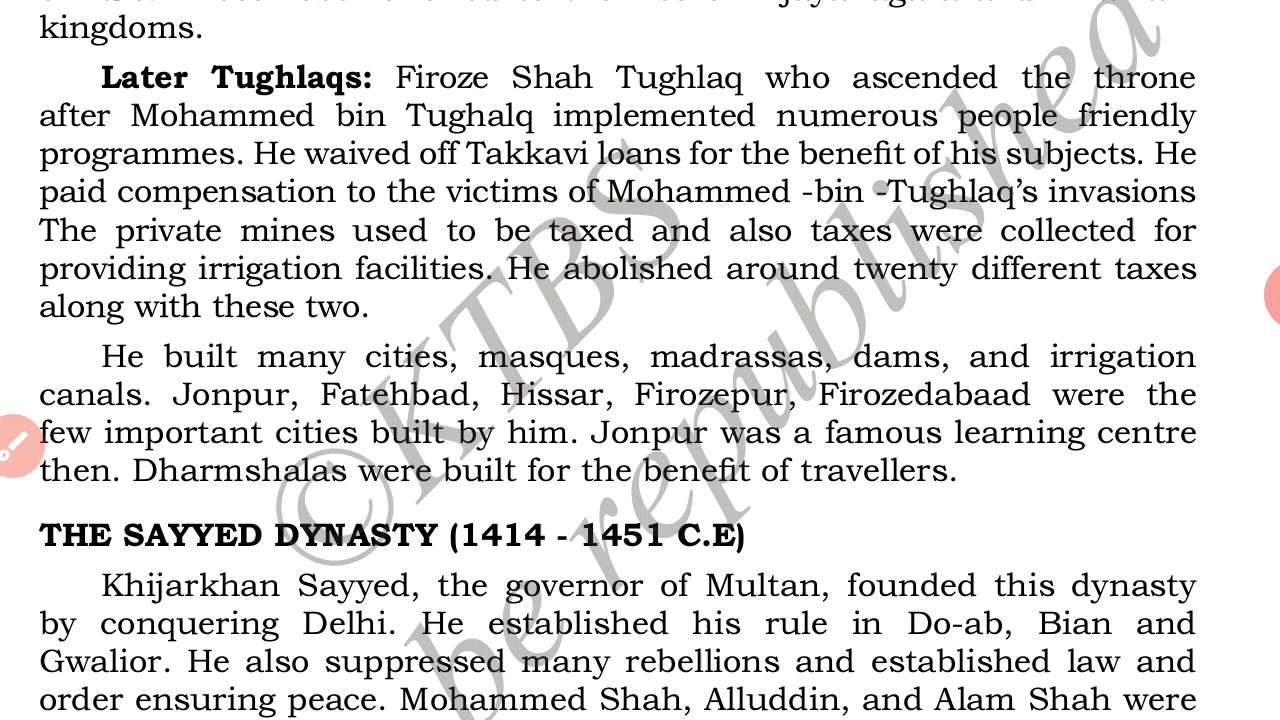 kingdoms.
Later Tughlaqs: Firoze Shah Tughlaq who ascended the throne
after Mohammed bin Tughalq implemented numerous people friendly
programmes. He waived off Takkavi loans for the benefit of his subjects. He
paid compensation to the victims of Mohammed -bin -Tughlaq’s invasions
The private mines used to be taxed and also taxes were collected for
providing irrigation facilities. He abolished around twenty different taxes
along with these two.
He built many cities, masques, madrassas, dams, and irrigation
canals. Jonpur, Fatehbad, Hissar, Firozepur, Firozedabaad were the
few important cities built by him. Jonpur was a famous learning centre
then. Dharmshalas were built for the benefit of travellers.
THE SAYYED DYNASTY (1414 - 1451 C.E)
Khijarkhan Sayyed, the governor of Multan, founded this dynasty
by conquering Delhi. He established his rule in Do-ab, Bian and
Gwalior. He also suppressed many rebellions and established law and
order ensuring peace. Mohammed Shah, Alluddin, and Alam Shah were
©KTBS
be republished